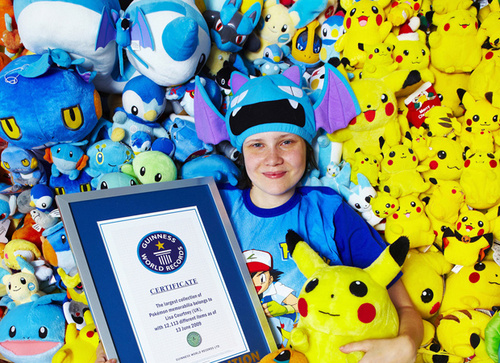 GUINNESS
WORLD RECORDS
CERTIFICATE
The largest collection of
Pokémon memorabilia belongs to
Lisa Courtney (UK),
with 12,113 different items as of
13 June 2009
GUINNESS WORLD RECORDS LTD